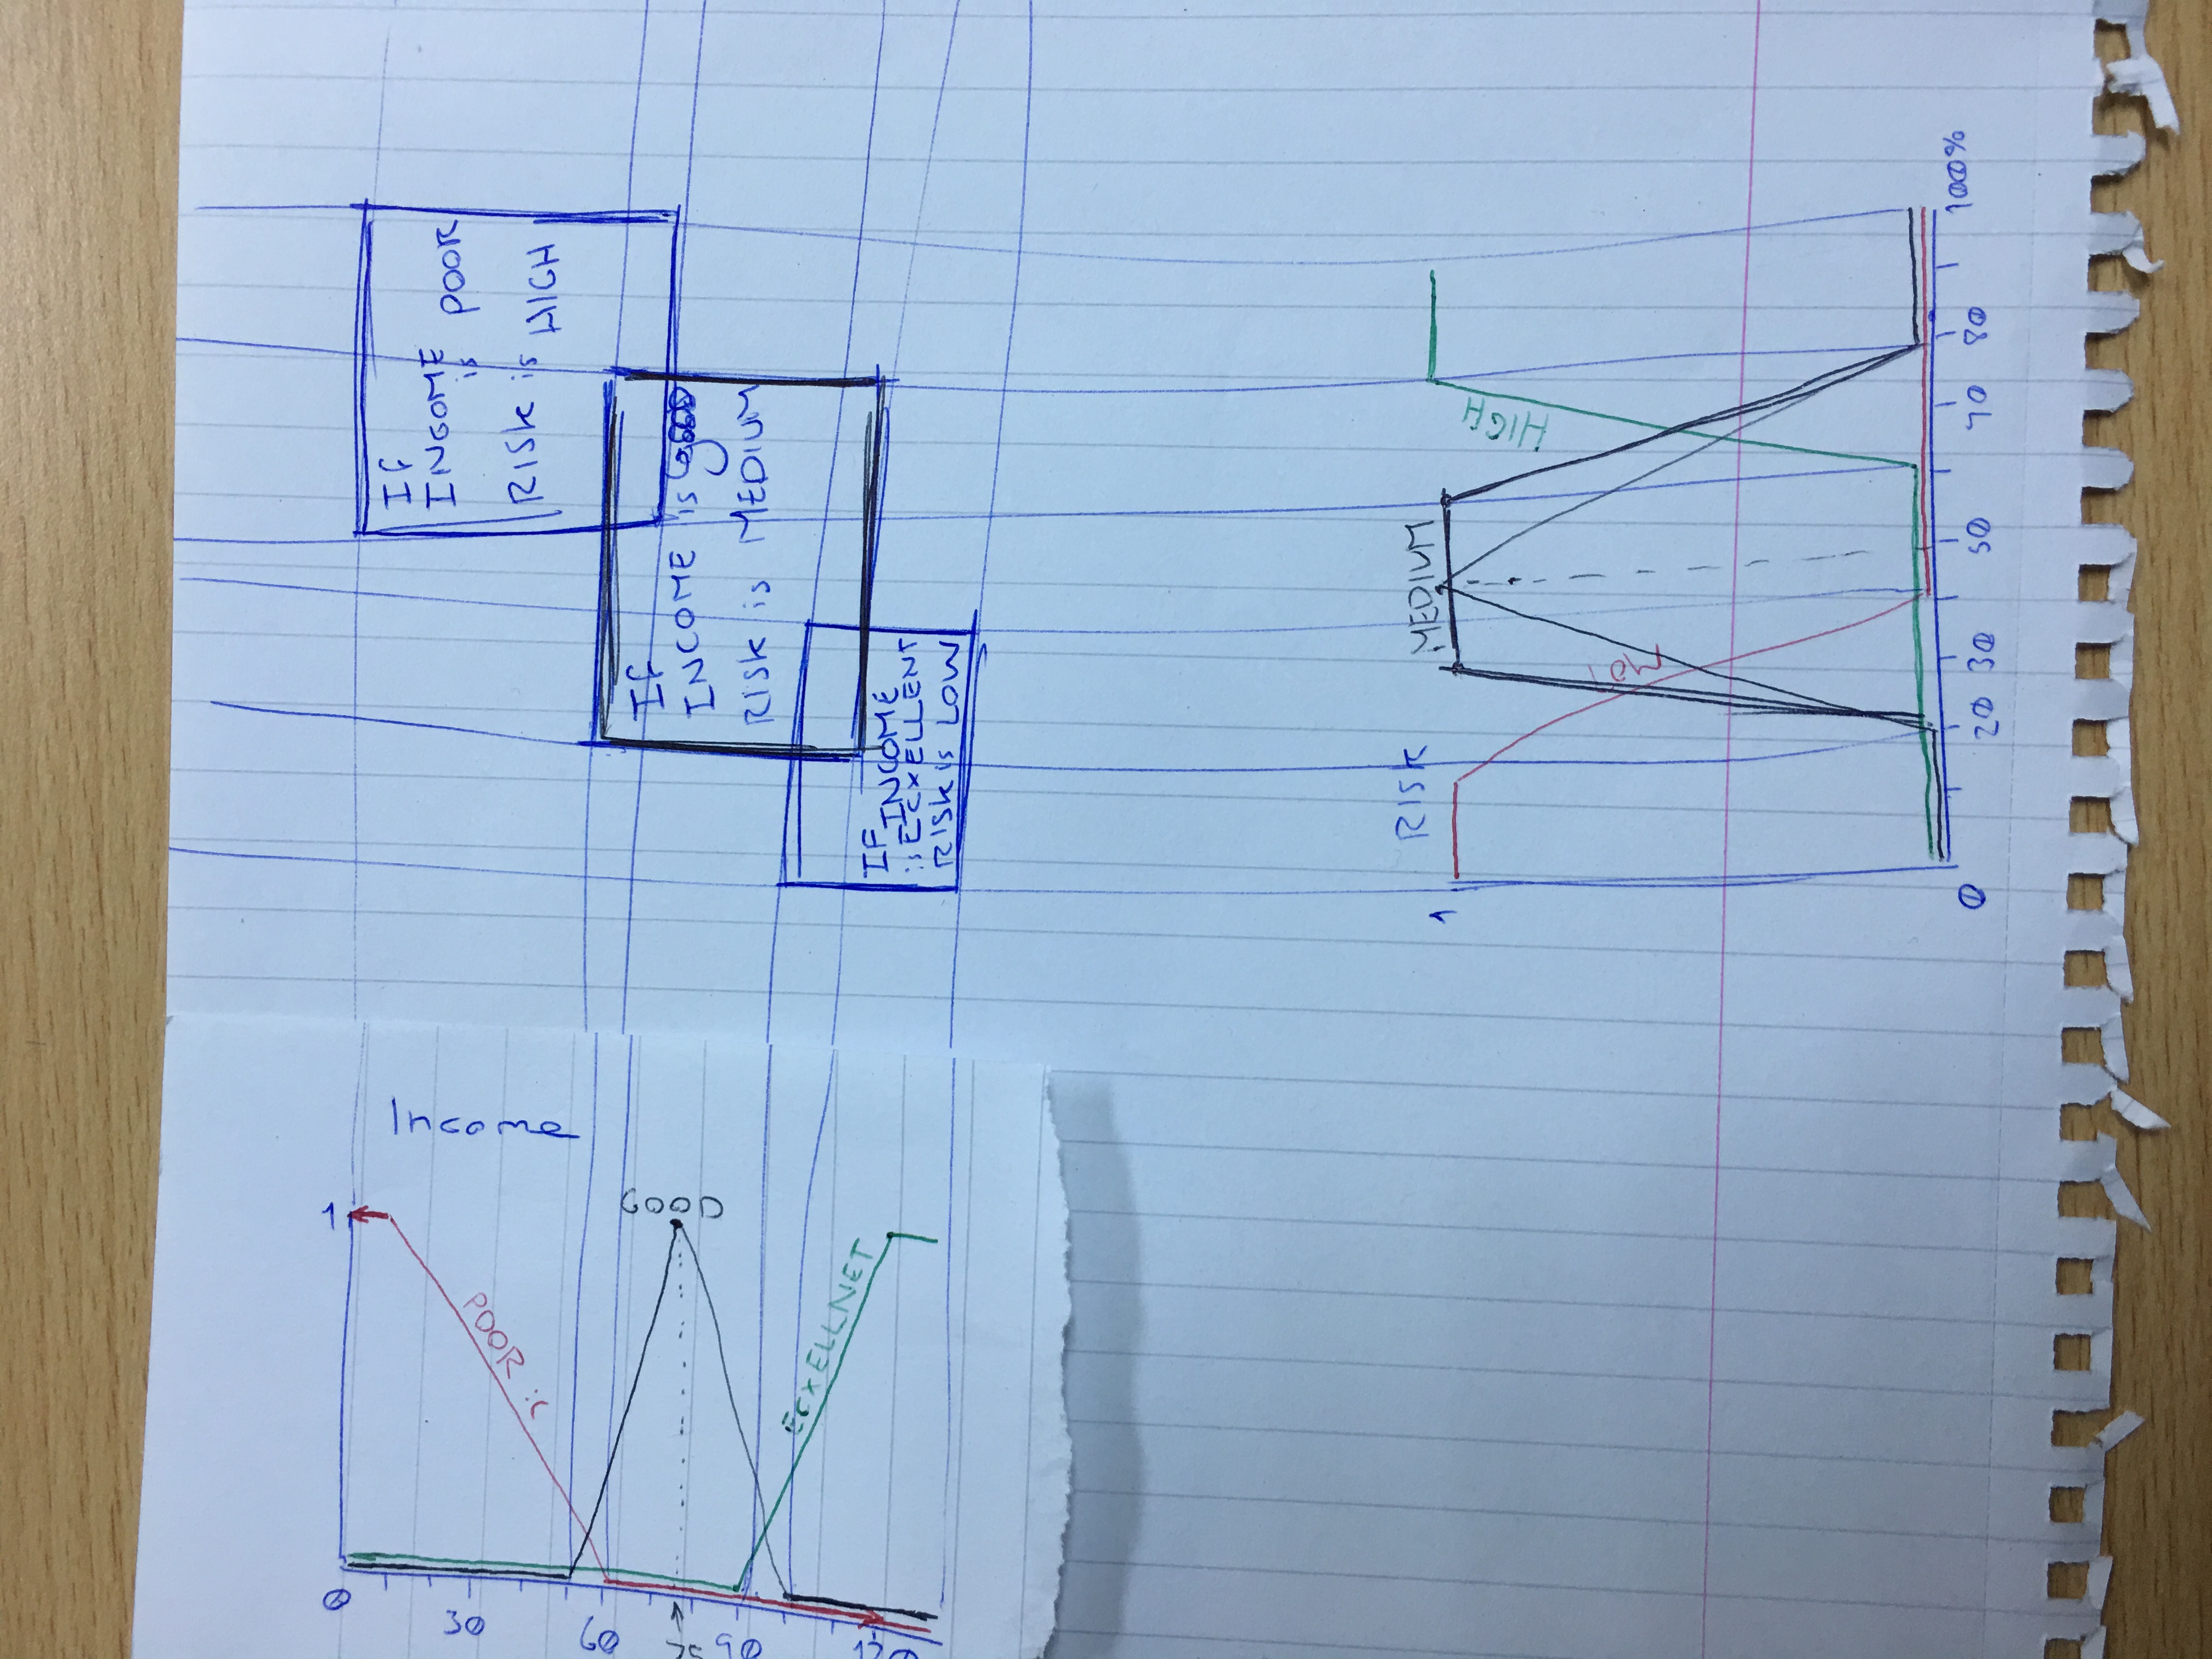 Income
1
POOR :(
GOOD
ECXELLNET
0
30
60
75
90
120
If
INCOME
is POOR
RISK is HIGH
If
INCOME is good
RISK is MEDIUM
IF INCOME
is ECXELLENT
RISK is LOW
RISK
MEDIUM
1
HIGH
LOW
0
20
30
50
70
80
100%